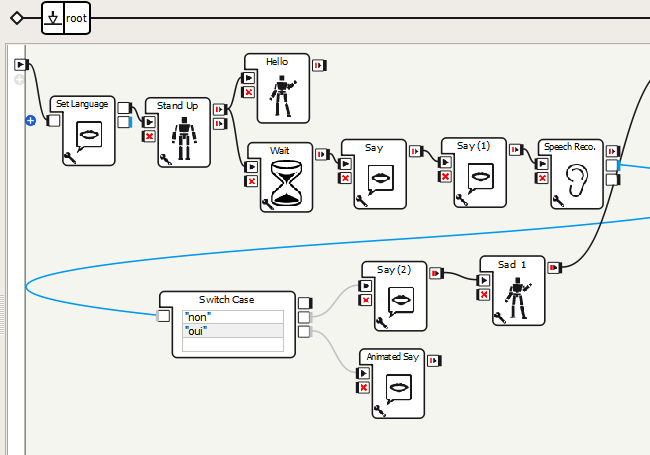 root
Hello
Set Language
Stand Up
Wait
Say
Say (1)
Speech Reco.
Say (2)
Sad 1
Switch Case
"non"
"oui"
Animated Say